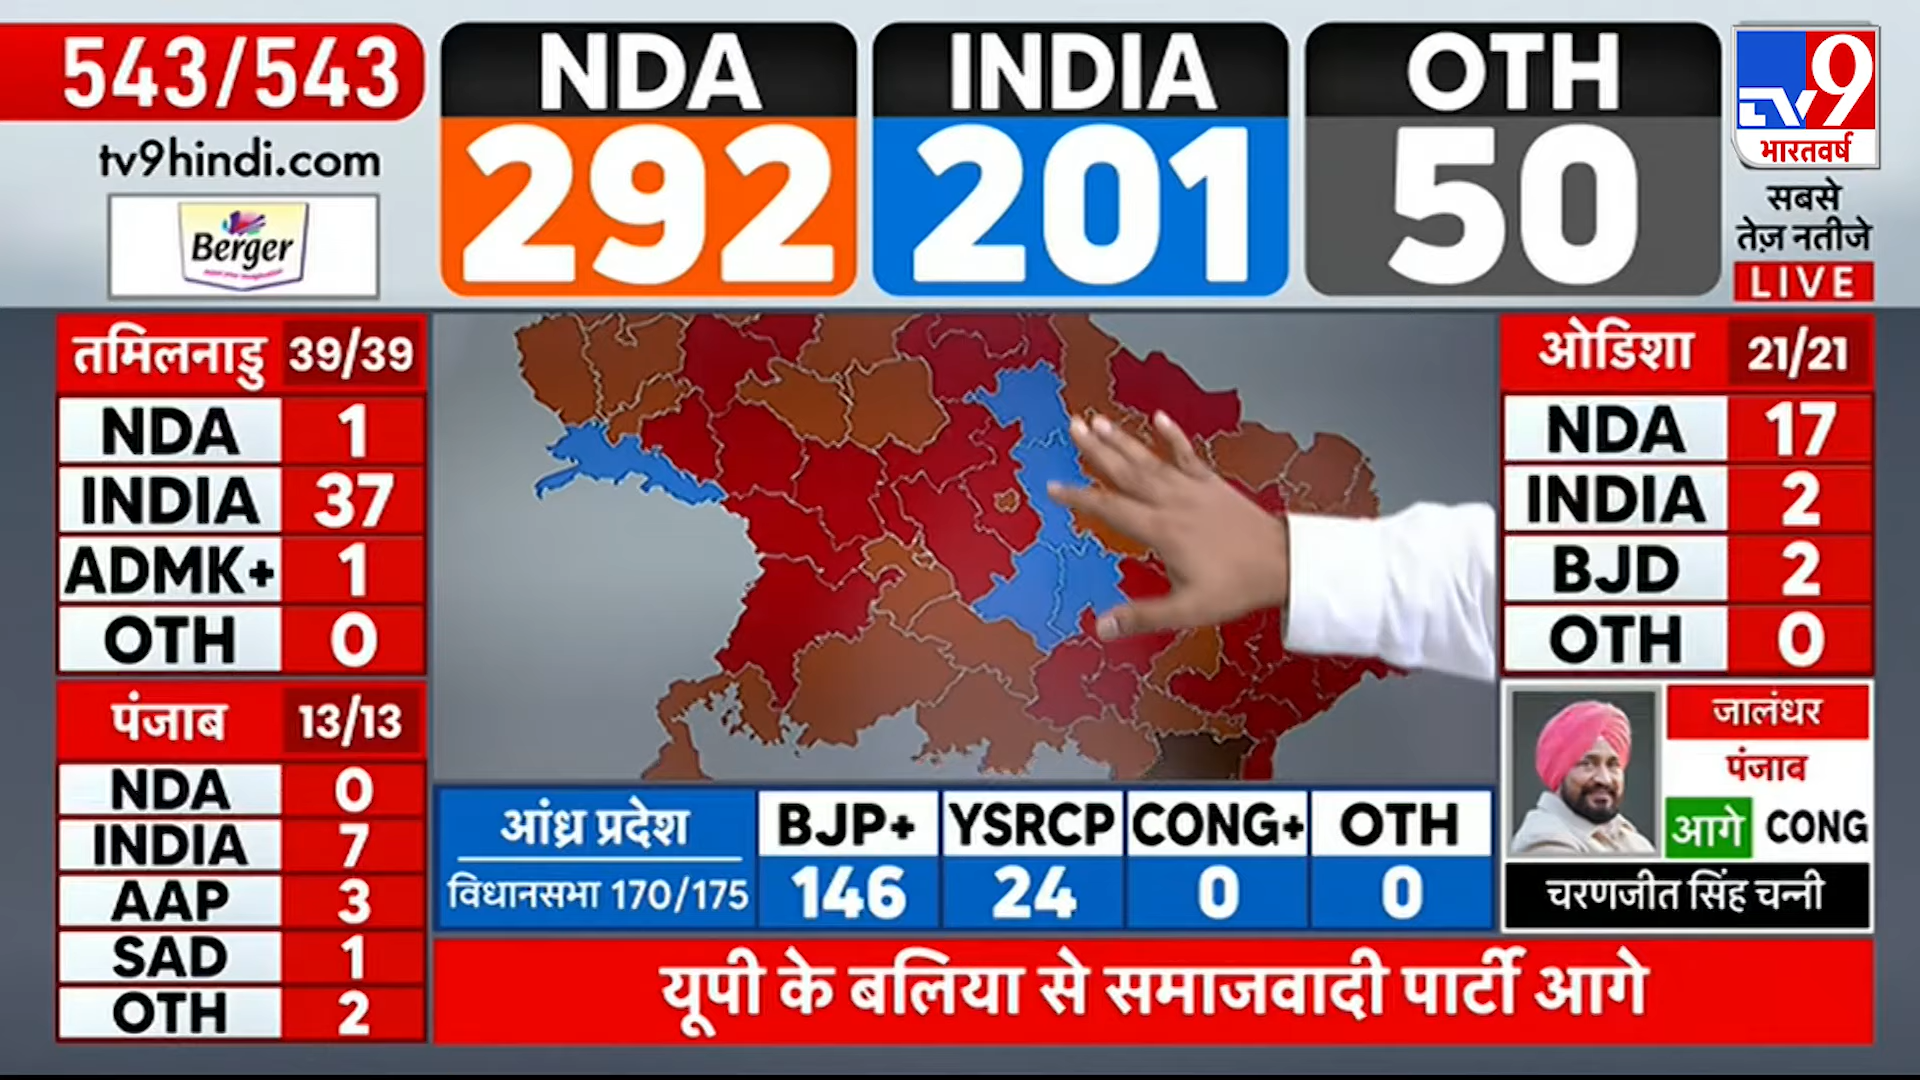 543/543
tv9hindi.com
Berger
NDA
292
INDIA
201
OTH
50
TV9
भारतवर्ष
सबसे
तेज़ नतीजे
LIVE
तमिलनाडु 39/39
NDA 1
INDIA 37
ADMK+ 1
OTH 0
पंजाब 13/13
NDA 0
INDIA 7
AAP 3
SAD 1
OTH 2
ओडिशा 21/21
NDA 17
INDIA 2
BJD 2
OTH 0
जालंधर
पंजाब
आगे CONG
चरणजीत सिंह चन्नी
आंध्र प्रदेश BJP+ YSRCP CONG+ OTH
विधानसभा 170/175 146 24 0 0
यूपी के बलिया से समाजवादी पार्टी आगे